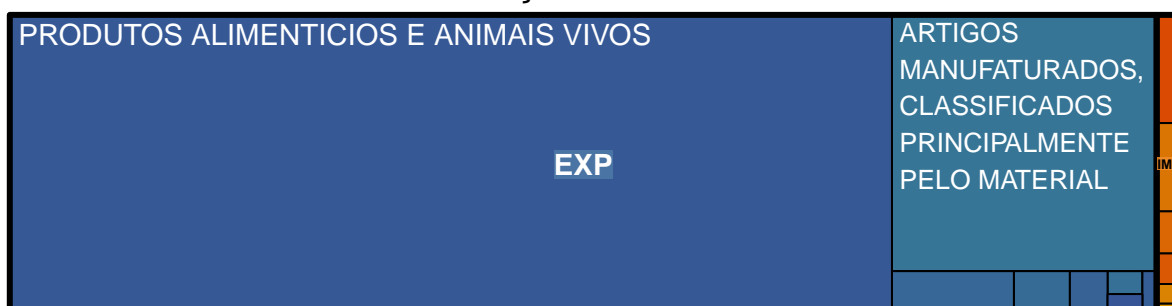 PRODUTOS ALIMENTICIOS E ANIMAIS VIVOS
EXP
ARTIGOS
MANUFATURADOS,
CLASSIFICADOS
PRINCIPALMENTE
PELO MATERIAL